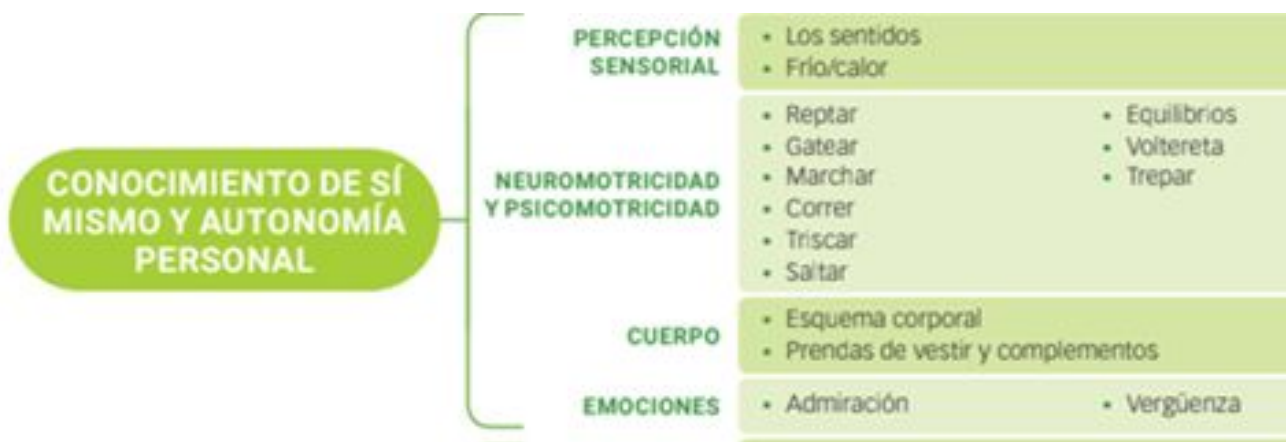 CONOCIMIENTO DE SÍ
MISMO Y AUTONOMÍA
PERSONAL
PERCEPCIÓN
SENSORIAL
• Los sentidos
• Frío/calor
NEUROMOTRICIDAD
Y PSICOMOTRICIDAD
• Reptar
• Gatear
• Marchar
• Correr
• Triscar
• Saltar
• Equilibrios
• Voltereta
• Trepar
CUERPO
• Esquema corporal
• Prendas de vestir y complementos
EMOCIONES
• Admiración
• Vergüenza